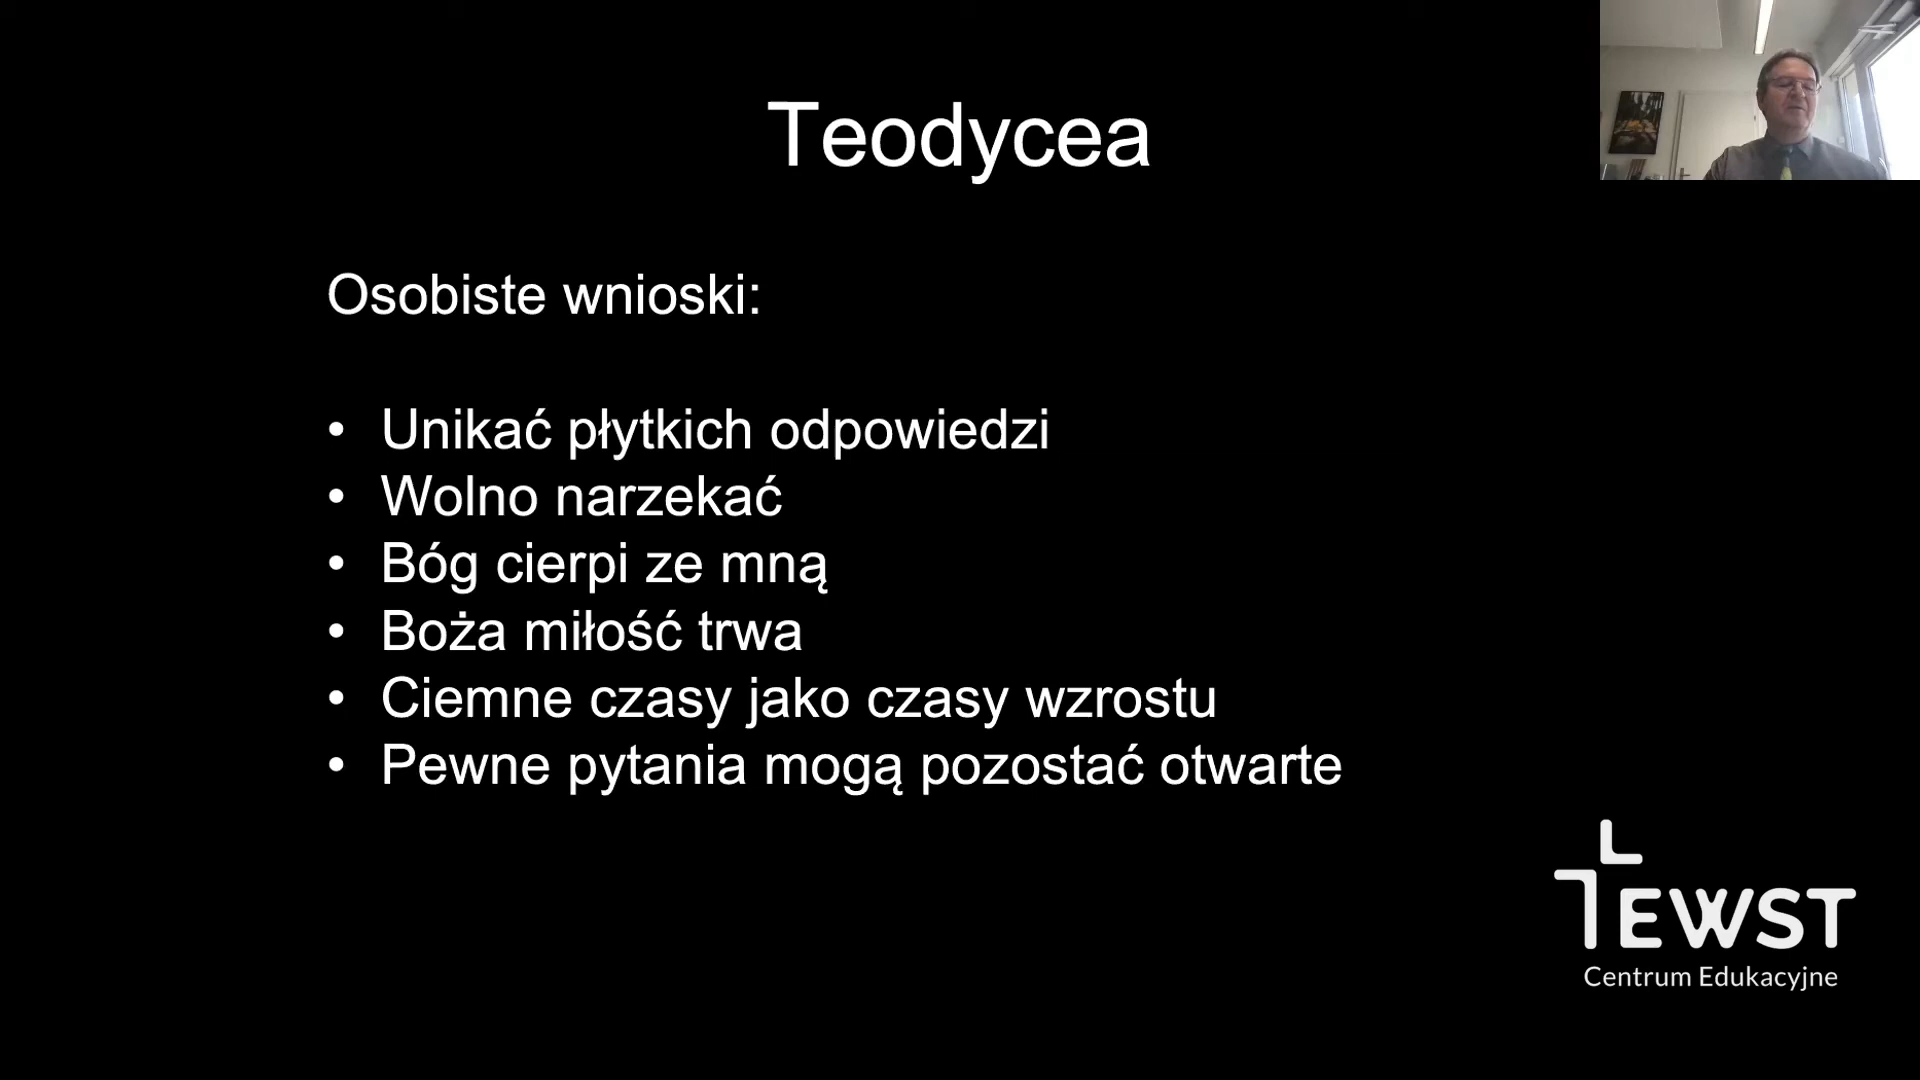 Teodycea
Osobiste wnioski:
• Unikać płytkich odpowiedzi
• Wolno narzekać
• Bóg cierpi ze mną
• Boża miłość trwa
• Ciemne czasy jako czasy wzrostu
• Pewne pytania mogą pozostać otwarte
EWST
Centrum Edukacyjne